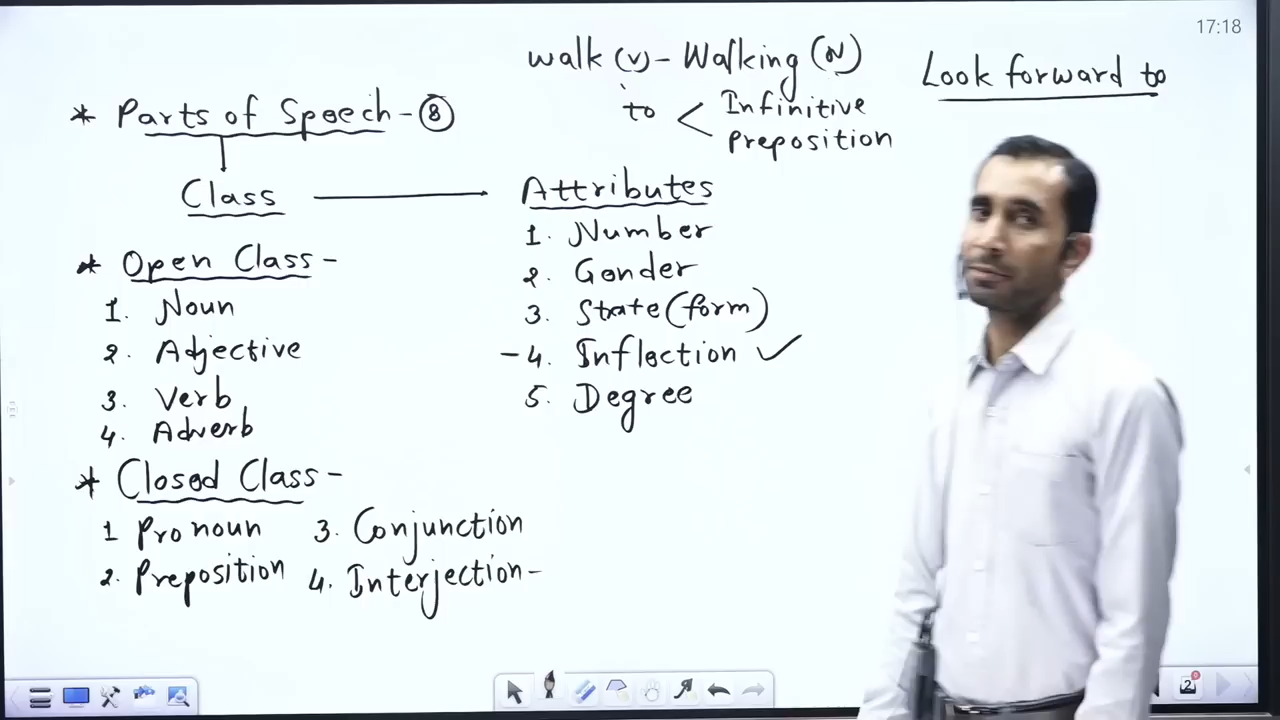 17:18
walk (v) - Walking (N)
Look forward to
to < Infinitive
Preposition
* Parts of Speech - 8
Class
Attributes
1. Number
2. Gender
3. State (form)
- 4. Inflection ✓
5. Degree
* Open Class -
1. Noun
2. Adjective
3. Verb
4. Adverb
* Closed Class -
1 Pronoun 3. Conjunction
2. Preposition 4. Interjection -
2